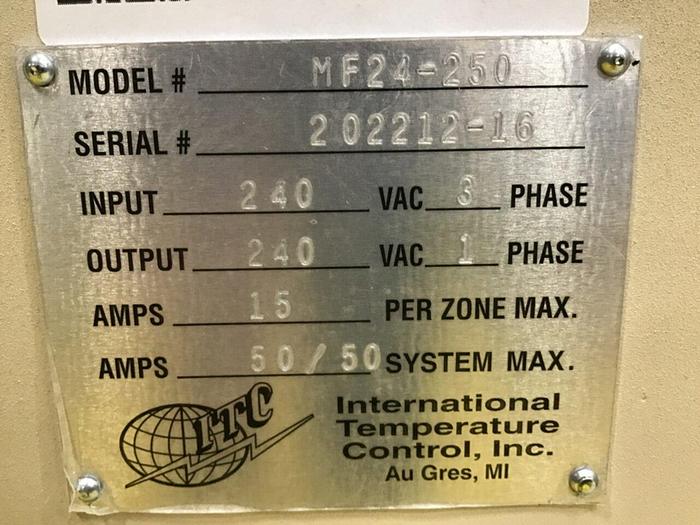 MODEL # MF24-250
SERIAL # 202212-16
INPUT 240 VAC 3 PHASE
OUTPUT 240 VAC 1 PHASE
AMPS 15 PER ZONE MAX.
AMPS 50/50 SYSTEM MAX.
ITC
International
Temperature
Control, Inc.
Au Gres, MI